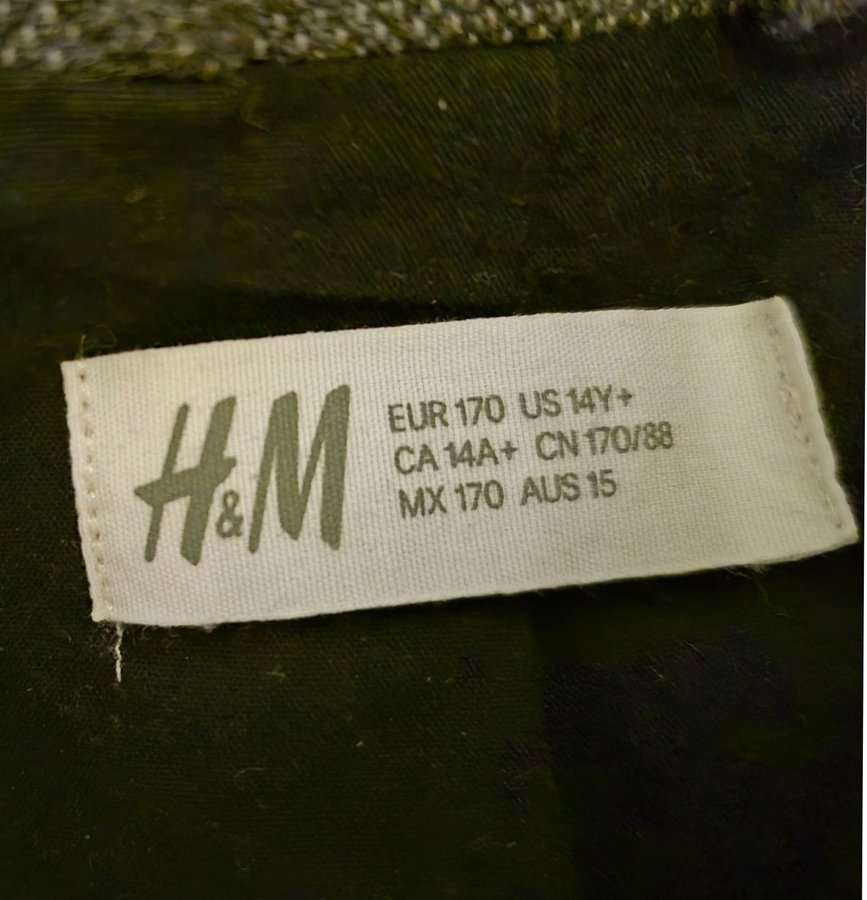 H&M
EUR 170 US 14Y+
CA 14A+ CN 170/88
MX 170 AUS 15